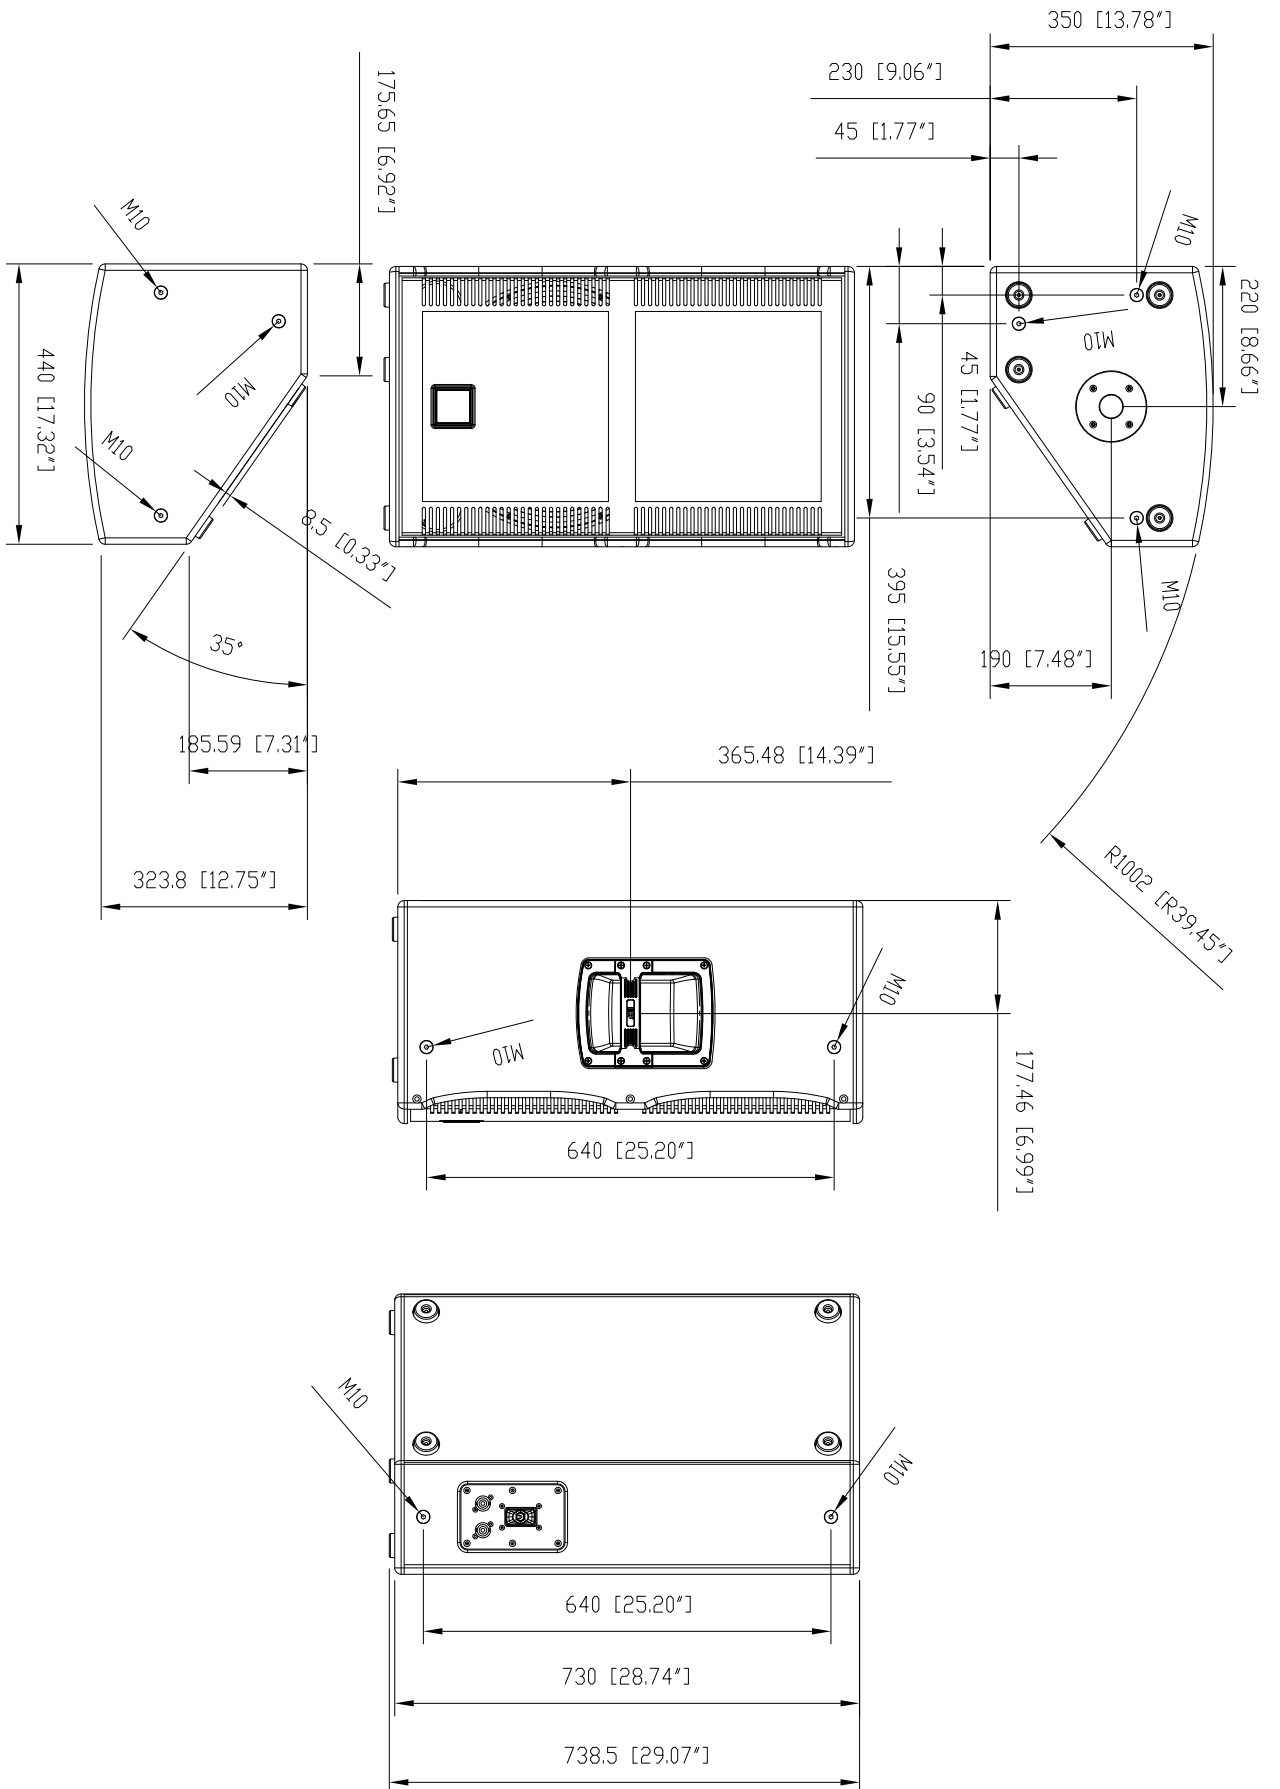 350 [13.78"]
230 [9.06"]
45 [1.77"]
175.65 [6.92"]
M10
M10
M10
440 [17.32"]
8.5 [0.33"]
35°
185.59 [7.31"]
323.8 [12.75"]
M10
M10
220 [8.66"]
45 [1.77"]
90 [3.54"]
395 [15.55"]
M10
190 [7.48"]
R1002 [R39.45"]
365.48 [14.39"]
M10
M10
177.46 [6.99"]
640 [25.20"]
M10
M10
640 [25.20"]
730 [28.74"]
738.5 [29.07"]